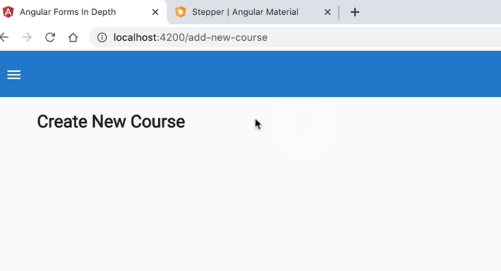 Angular Forms In Depth
Stepper | Angular Material
localhost:4200/add-new-course
Create New Course